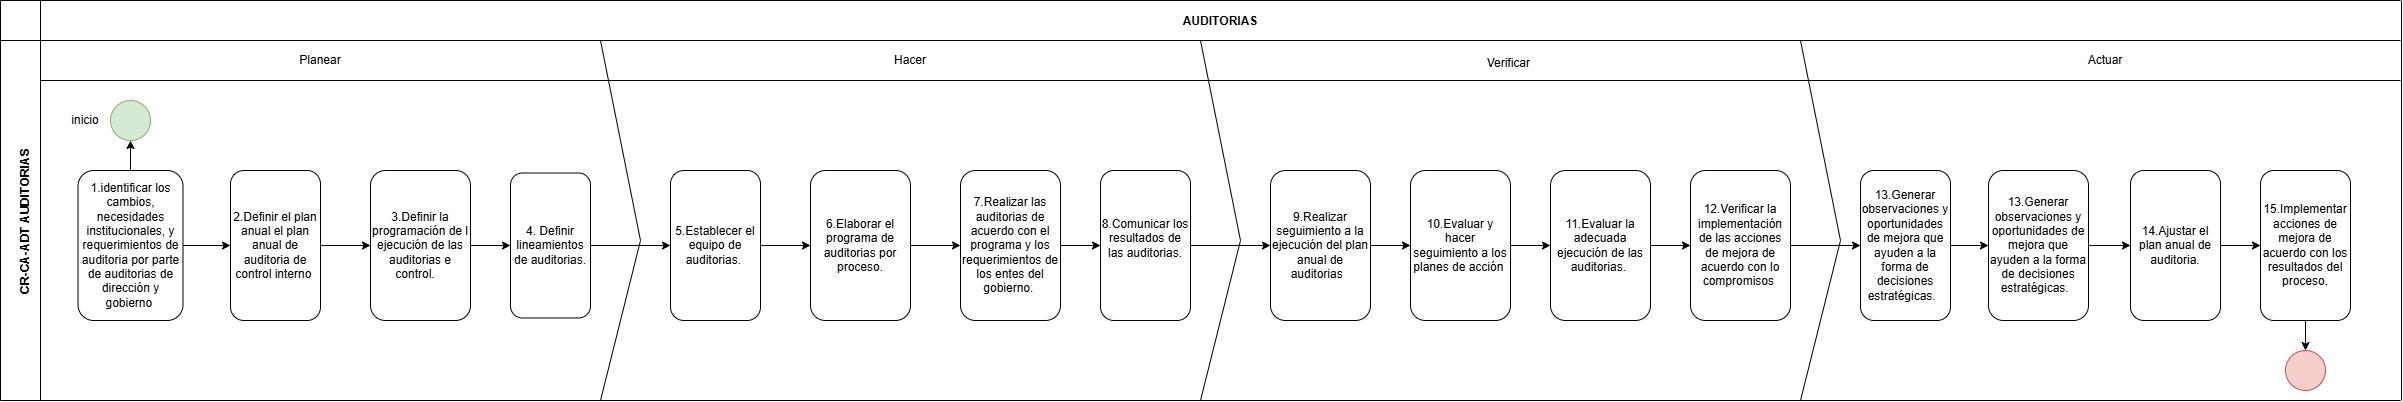 AUDITORIAS
CR-CA-ADT AUDITORIAS
Planear
Hacer
Verificar
Actuar
inicio
1.identificar los
cambios,
necesidades
institucionales, y
requerimientos de
auditoria por parte
de auditorias de
dirección y
gobierno
2.Definir el plan
anual el plan
anual de
auditoria de
control interno
3.Definir la
programación de l
ejecución de las
auditorias e
control.
4. Definir
lineamientos
de auditorias.
5.Establecer el
equipo de
auditorias.
6.Elaborar el
programa de
auditorias por
proceso.
7.Realizar las
auditorias de
acuerdo con el
programa y los
requerimientos de
los entes del
gobierno.
8.Comunicar los
resultados de
las auditorias.
9.Realizar
seguimiento a la
ejecución del plan
anual de
auditorias
10.Evaluar y
hacer
seguimiento a los
planes de acción
11.Evaluar la
adecuada
ejecución de las
auditorias.
12.Verificar la
implementación
de las acciones
de mejora de
acuerdo con lo
compromisos
13.Generar
observaciones y
oportunidades
de mejora que
ayuden a la
forma de
decisiones
estratégicas.
13.Generar
observaciones y
oportunidades de
mejora que
ayuden a la forma
de decisiones
estratégicas.
14.Ajustar el
plan anual de
auditoria.
15.Implementar
acciones de
mejora de
acuerdo con los
resultados del
proceso.